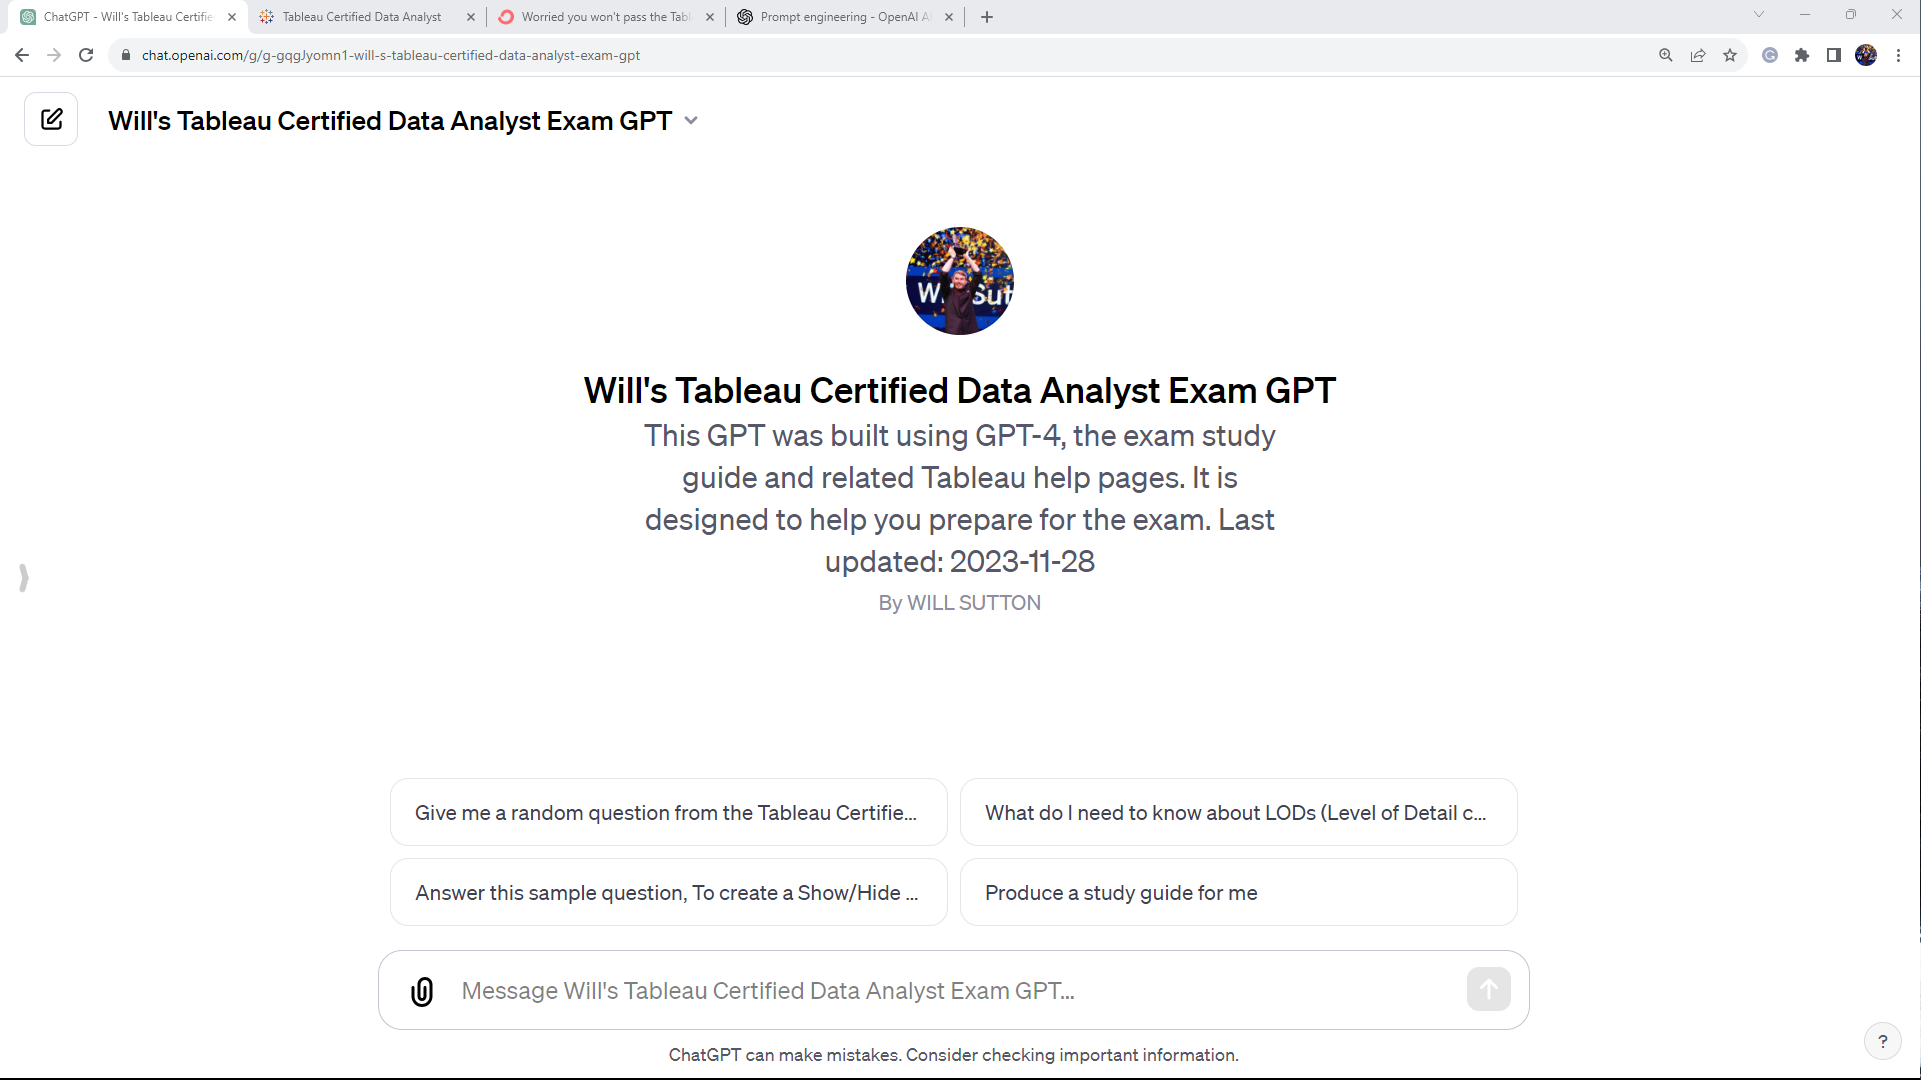 ChatGPT - Will's Tableau Certifie
Tableau Certified Data Analyst
Worried you won't pass the Tabl
Prompt engineering - OpenAI A
chat.openai.com/g/g-gqgJyomn1-will-s-tableau-certified-data-analyst-exam-gpt
Will's Tableau Certified Data Analyst Exam GPT
Will's Tableau Certified Data Analyst Exam GPT
This GPT was built using GPT-4, the exam study
guide and related Tableau help pages. It is
designed to help you prepare for the exam. Last
updated: 2023-11-28
By WILL SUTTON
Give me a random question from the Tableau Certifie...
What do I need to know about LODs (Level of Detail c...
Answer this sample question, To create a Show/Hide ...
Produce a study guide for me
Message Will's Tableau Certified Data Analyst Exam GPT...
ChatGPT can make mistakes. Consider checking important information.
?